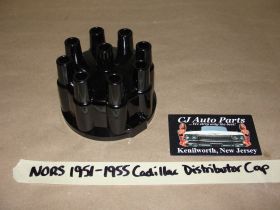 CJ Auto Parts
Kenilworth, New Jersey
NORS 1951-1955 Cadillac Distributor Cap